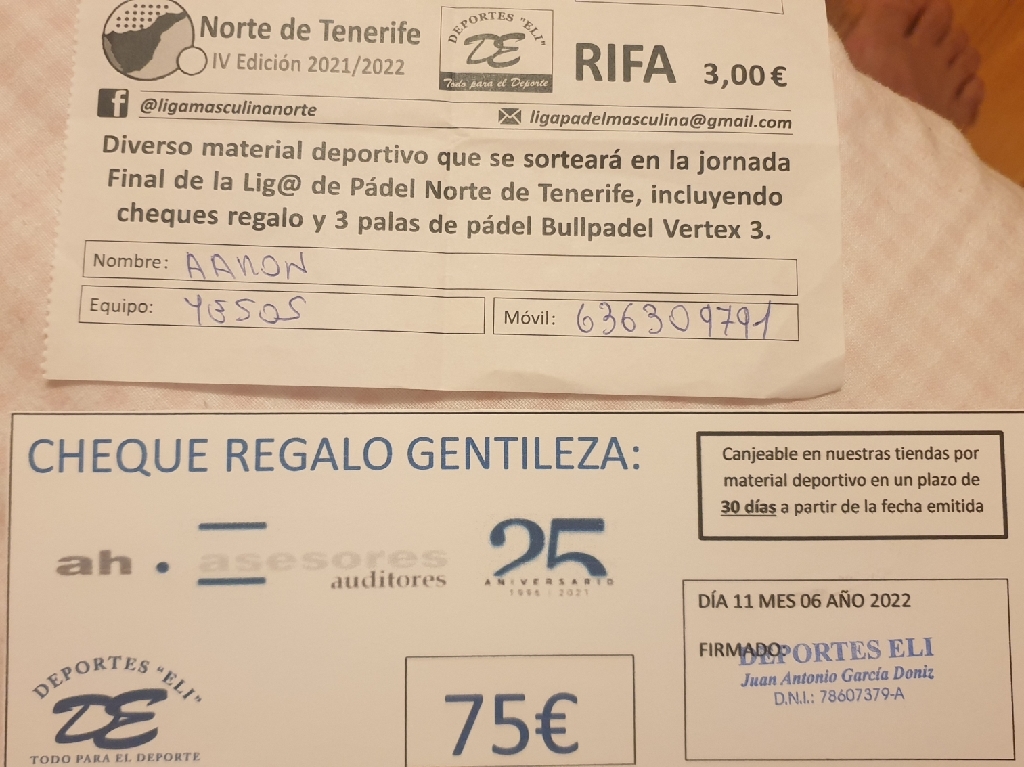 Norte de Tenerife
IV Edición 2021/2022
DEPORTES "ELI"
DE
Todo para el Deporte
RIFA 3,00€
@ligamasculinanorte
ligapadelmasculina@gmail.com
Diverso material deportivo que se sorteará en la jornada
Final de la Lig@ de Pádel Norte de Tenerife, incluyendo
cheques regalo y 3 palas de pádel Bullpadel Vertex 3.
Nombre: AARON
Equipo: YESOS
Móvil: 636309791
CHEQUE REGALO GENTILEZA:
Canjeable en nuestras tiendas por
material deportivo en un plazo de
30 días a partir de la fecha emitida
ah. asesores
auditores
25
ANIVERSARIO
1996 / 2021
DÍA 11 MES 06 AÑO 2022
FIRMADO:
DEPORTES ELI
Juan Antonio García Doniz
D.N.I.: 78607379-A
DEPORTES "ELI"
DE
TODO PARA EL DEPORTE
75€